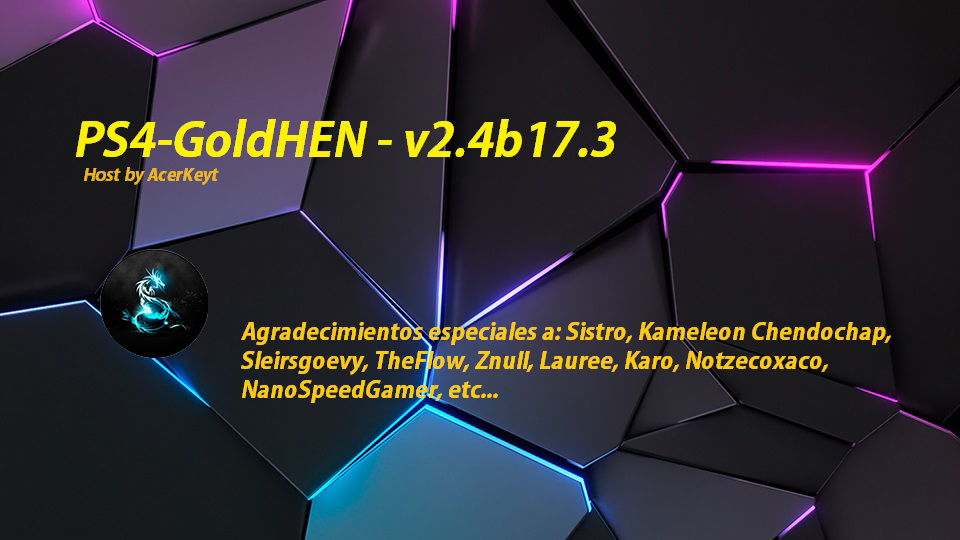 PS4-GoldHEN - v2.4b17.3
Host by AcerKeyt
Agradecimientos especiales a: Sistro, Kameleon Chendochap,
Sleirsgoevy, TheFlow, Znull, Lauree, Karo, Notzecoxaco,
NanoSpeedGamer, etc...